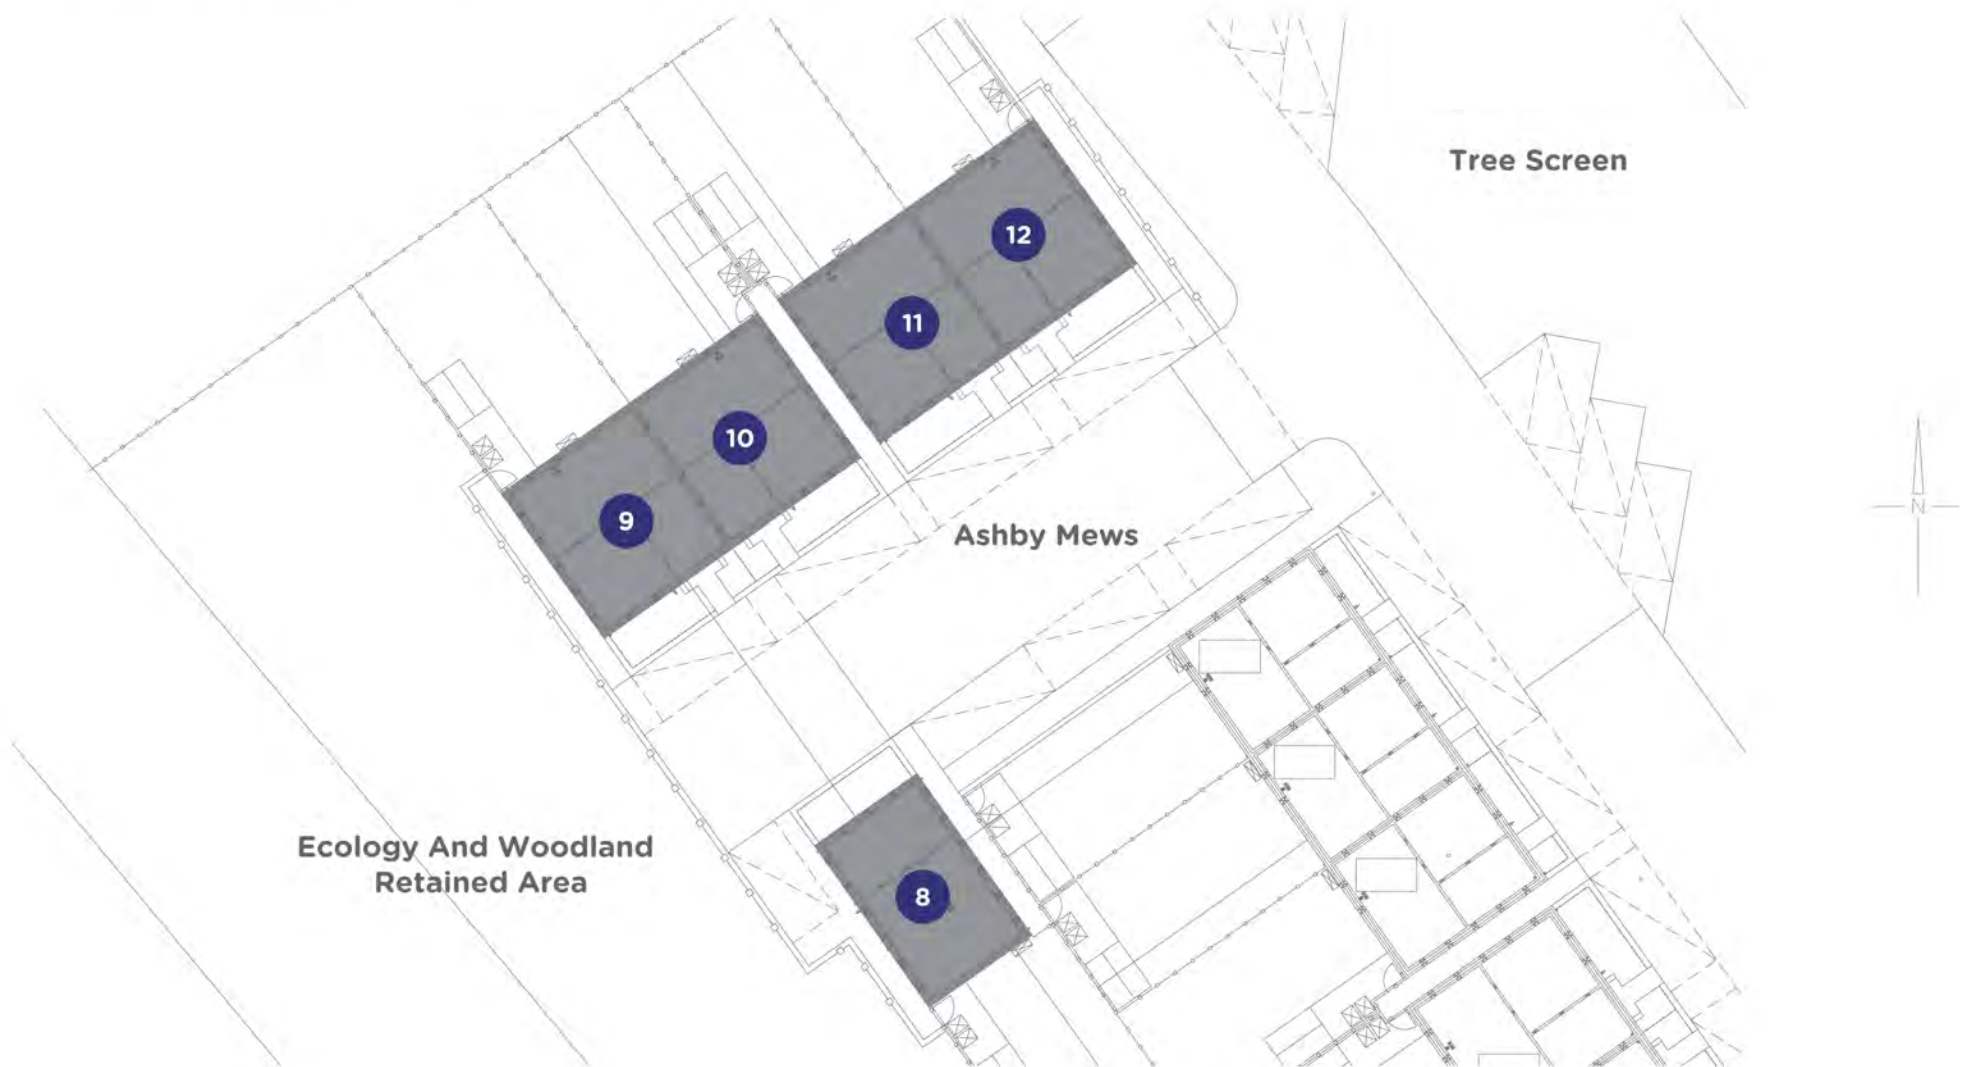 Tree Screen
12
11
10
9
Ashby Mews
N
Ecology And Woodland
Retained Area
8